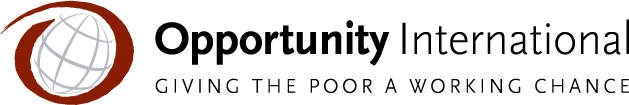 Opportunity International
GIVING THE POOR A WORKING CHANCE